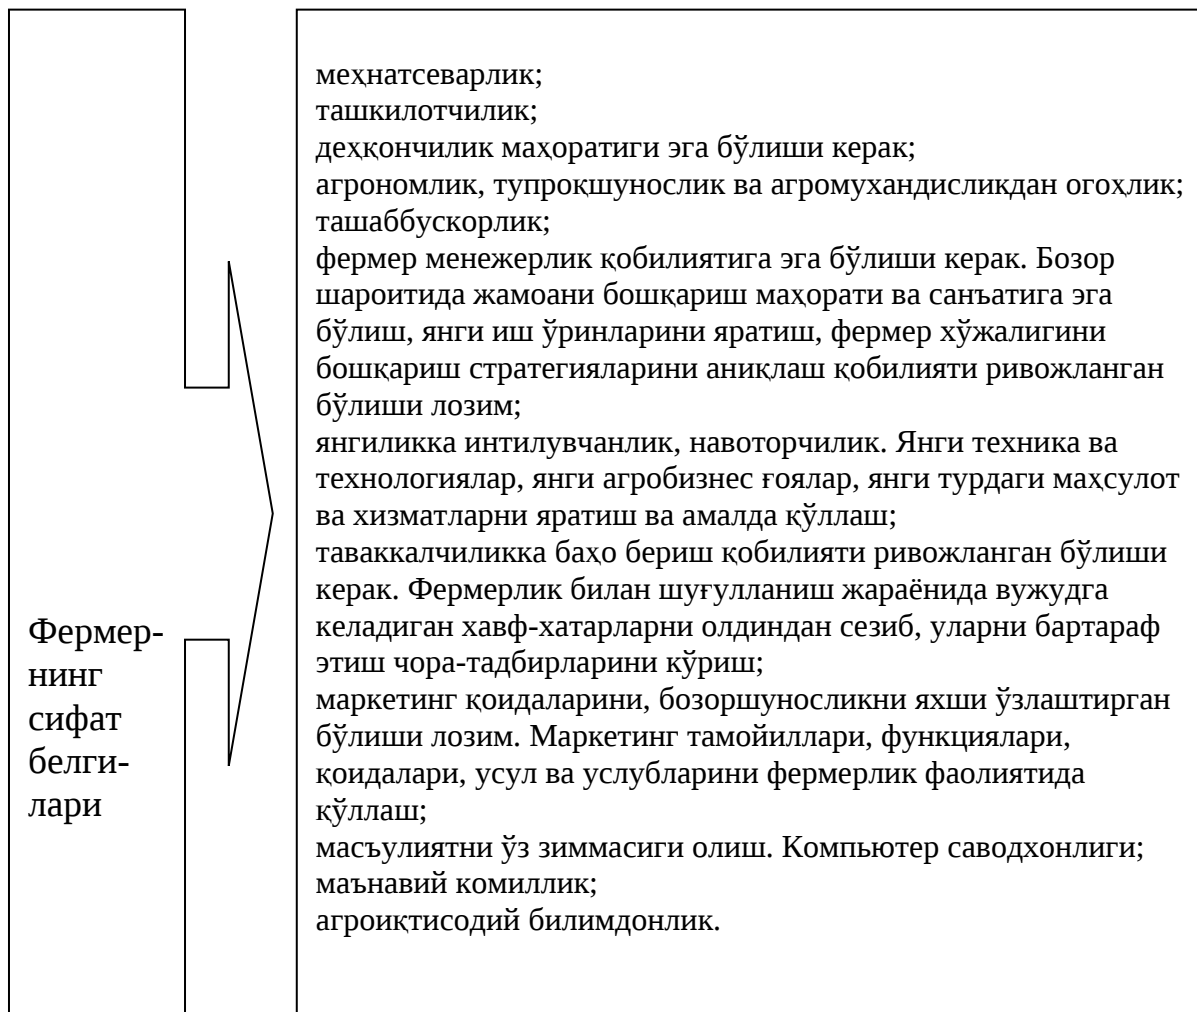 Фермер-
нинг
сифат
белги-
лари
меҳнатсеварлик;
ташкилотчилик;
деҳқончилик маҳоратиги эга бўлиши керак;
агрономлик, тупроқшунослик ва агромухандисликдан огоҳлик;
ташаббускорлик;
фермер менежерлик қобилиятига эга бўлиши керак. Бозор
шароитида жамоани бошқариш маҳорати ва санъатига эга
бўлиш, янги иш ўринларини яратиш, фермер хўжалигини
бошқариш стратегияларини аниқлаш қобилияти ривожланган
бўлиши лозим;
янгиликка интилувчанлик, навоторчилик. Янги техника ва
технологиялар, янги агробизнес ғоялар, янги турдаги маҳсулот
ва хизматларни яратиш ва амалда қўллаш;
таваккалчиликка баҳо бериш қобилияти ривожланган бўлиши
керак. Фермерлик билан шуғулланиш жараёнида вужудга
келадиган хавф-хатарларни олдиндан сезиб, уларни бартараф
этиш чора-тадбирларини кўриш;
маркетинг қоидаларини, бозоршуносликни яхши ўзлаштирган
бўлиши лозим. Маркетинг тамойиллари, функциялари,
қоидалари, усул ва услубларини фермерлик фаолиятида
қўллаш;
масъулиятни ўз зиммасиги олиш. Компьютер саводхонлиги;
маънавий комиллик;
агроиқтисодий билимдонлик.